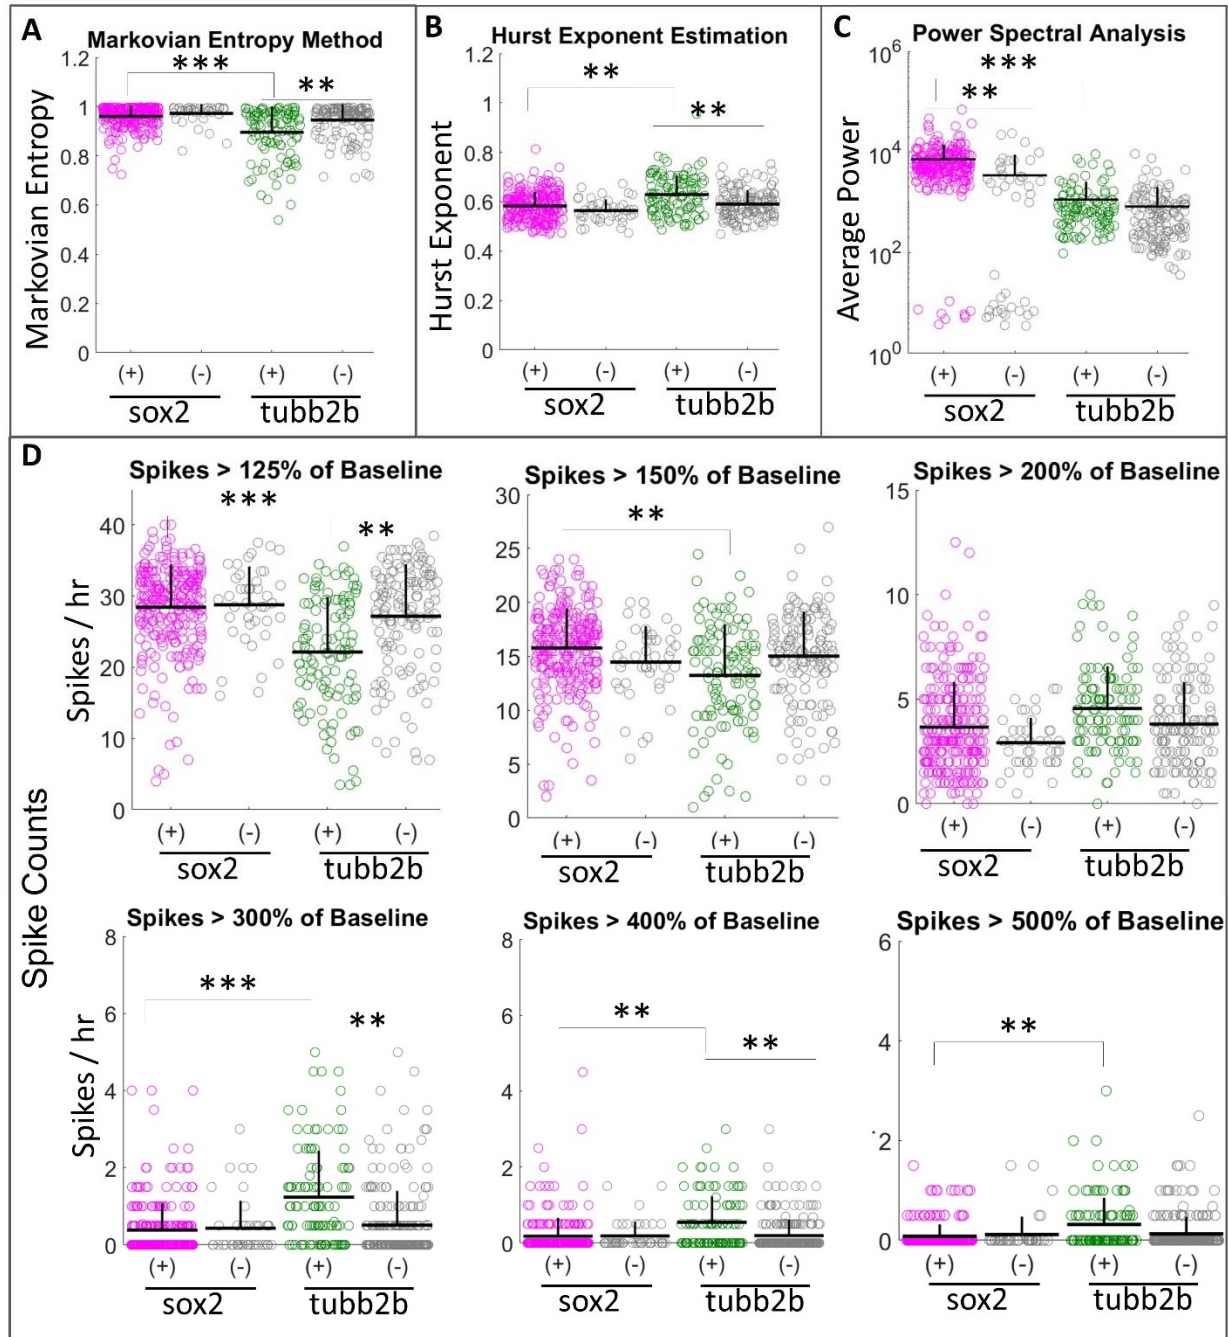 A
Markovian Entropy Method
***
**
1.2
1
0.8
0.6
0.4
0.2
0
Markovian Entropy
(+) (-) (+) (-)
sox2 tubb2b
B
Hurst Exponent Estimation
**
**
1.2
1
0.8
0.6
0.4
0.2
0
Hurst Exponent
(+) (-) (+) (-)
sox2 tubb2b
C
Power Spectral Analysis
***
**
10^6
10^4
10^2
10^0
Average Power
(+) (-) (+) (-)
sox2 tubb2b
D
Spike Counts
Spikes > 125% of Baseline
***
**
40
30
20
10
0
Spikes / hr
(+) (-) (+) (-)
sox2 tubb2b
Spikes > 150% of Baseline
**
30
25
20
15
10
5
0
(+) (-) (+) (-)
sox2 tubb2b
Spikes > 200% of Baseline
15
10
5
0
(+) (-) (+) (-)
sox2 tubb2b
Spikes > 300% of Baseline
***
**
8
6
4
2
0
Spikes / hr
(+) (-) (+) (-)
sox2 tubb2b
Spikes > 400% of Baseline
**
**
8
6
4
2
0
(+) (-) (+) (-)
sox2 tubb2b
Spikes > 500% of Baseline
**
6
4
2
0
(+) (-) (+) (-)
sox2 tubb2b